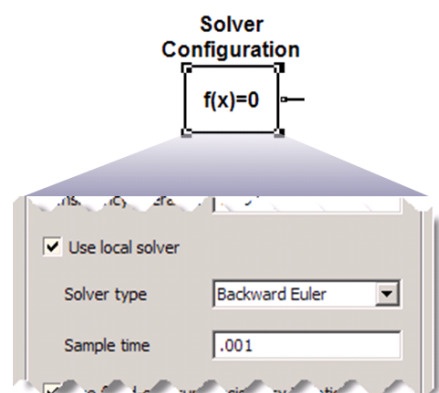 Solver
Configuration
f(x)=0
Use local solver
Solver type Backward Euler
Sample time .001